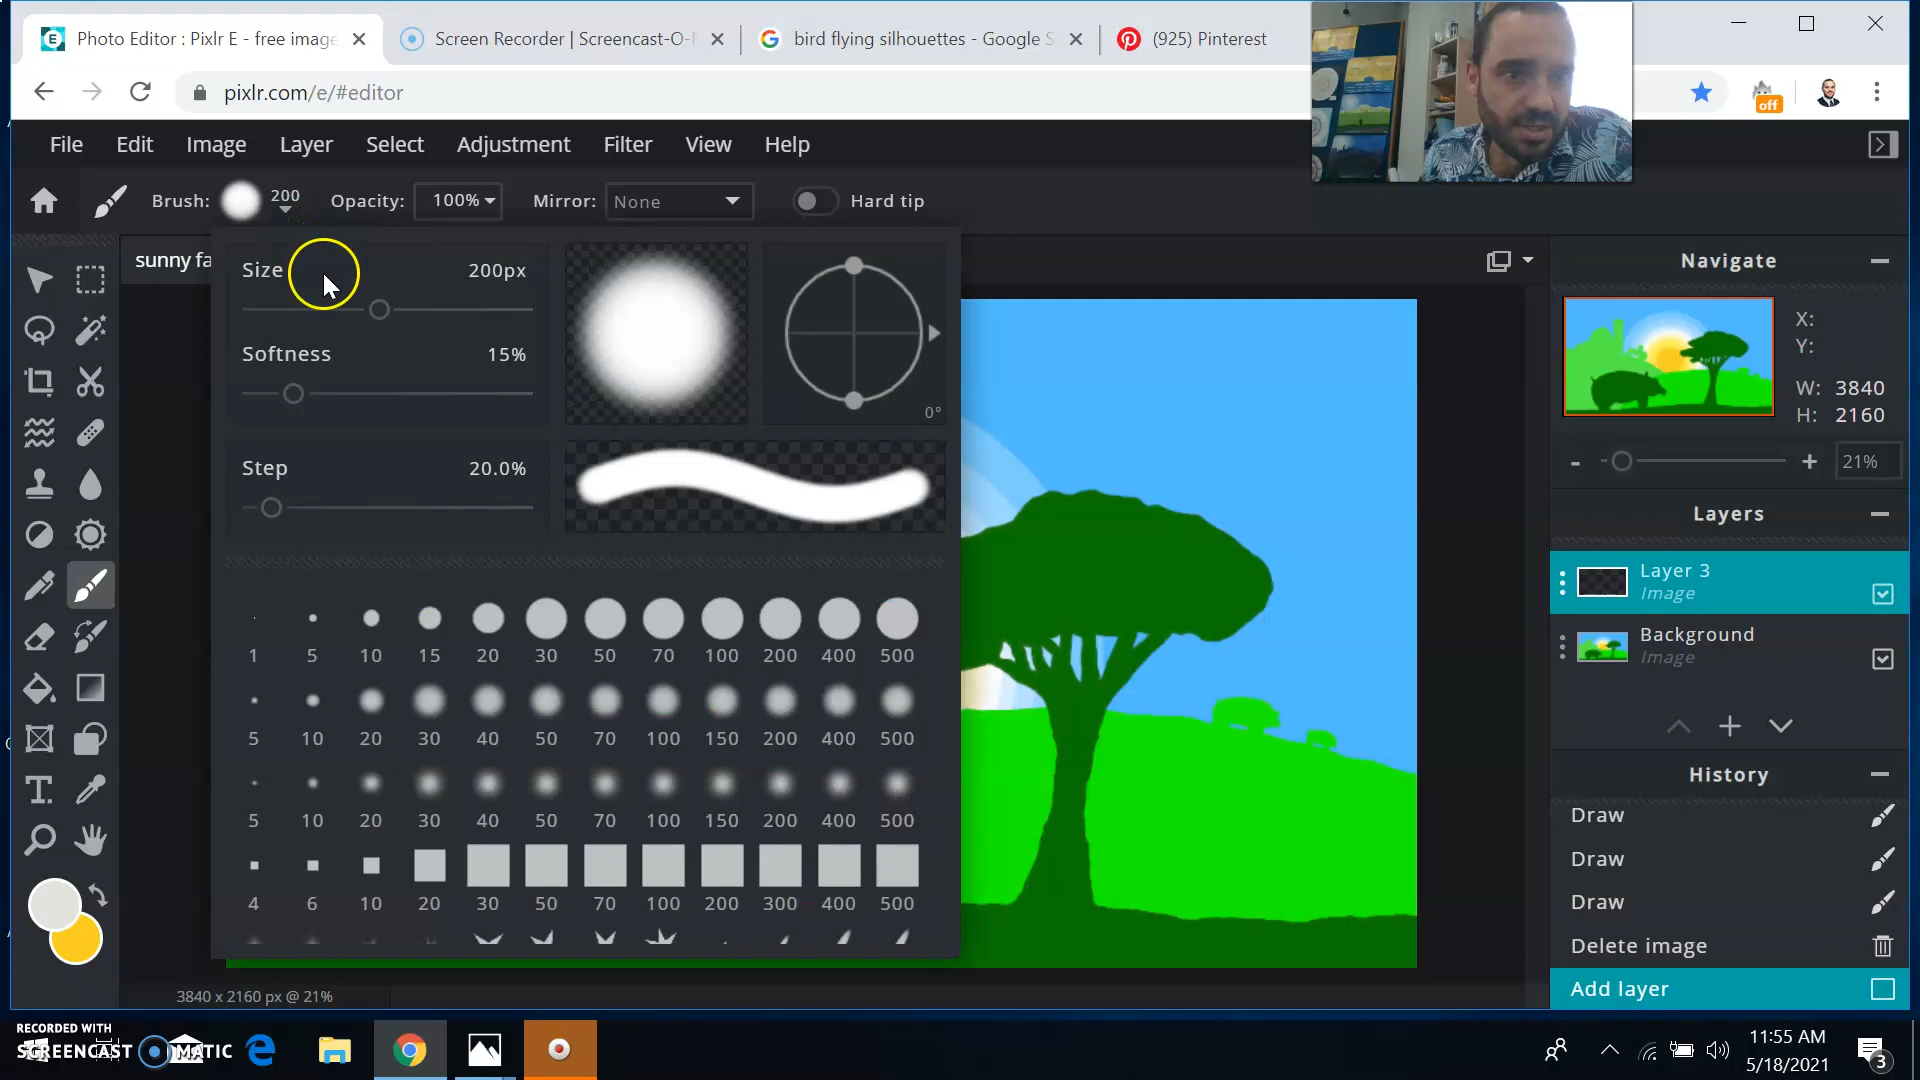 Photo Editor : Pixlr E - free image
Screen Recorder | Screencast-O-
bird flying silhouettes - Google S
(925) Pinterest
pixlr.com/e/#editor
off
File Edit Image Layer Select Adjustment Filter View Help
Brush: 200 Opacity: 100% Mirror: None Hard tip
sunny fa
Size 200px
Softness 15%
0°
Step 20.0%
1 5 10 15 20 30 50 70 100 200 400 500
5 10 20 30 40 50 70 100 150 200 400 500
5 10 20 30 40 50 70 100 150 200 400 500
4 6 10 20 30 50 70 100 200 300 400 500
Navigate
X:
Y:
W: 3840
H: 2160
21%
Layers
Layer 3
Image
Background
Image
History
Draw
Draw
Draw
Delete image
Add layer
3840 x 2160 px @ 21%
RECORDED WITH
SCREENCAST MATIC
11:55 AM
5/18/2021
3